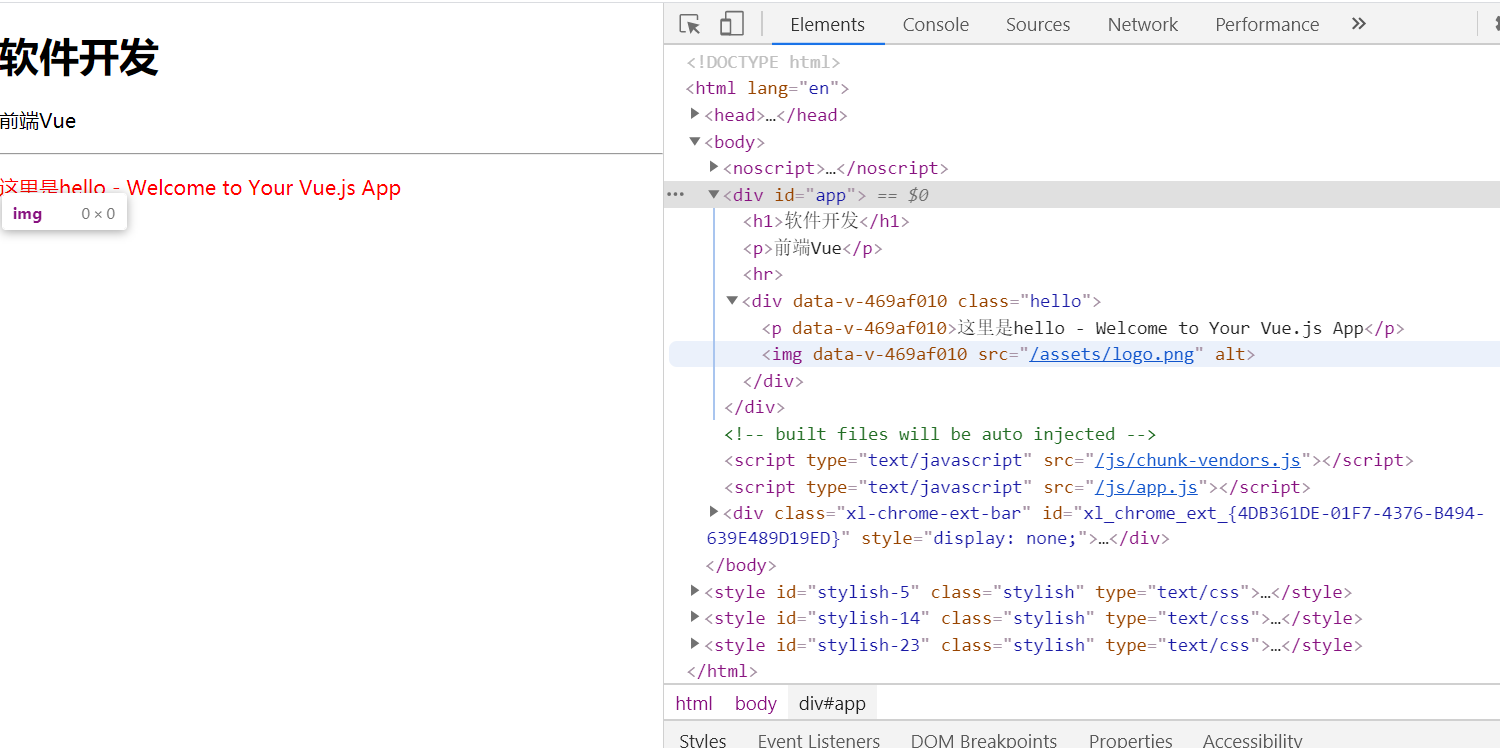 软件开发
前端Vue
这里是hello - Welcome to Your Vue.js App
img 0 × 0
Elements Console Sources Network Performance »
<!DOCTYPE html>
<html lang="en">
<head>…</head>
<body>
<noscript>…</noscript>
… <div id="app"> == $0
<h1>软件开发</h1>
<p>前端Vue</p>
<hr>
<div data-v-469af010 class="hello">
<p data-v-469af010>这里是hello - Welcome to Your Vue.js App</p>
<img data-v-469af010 src="/assets/logo.png" alt>
</div>
</div>
<!-- built files will be auto injected -->
<script type="text/javascript" src="/js/chunk-vendors.js"></script>
<script type="text/javascript" src="/js/app.js"></script>
<div class="xl-chrome-ext-bar" id="xl_chrome_ext_{4DB361DE-01F7-4376-B494-
639E489D19ED}" style="display: none;">…</div>
</body>
<style id="stylish-5" class="stylish" type="text/css">…</style>
<style id="stylish-14" class="stylish" type="text/css">…</style>
<style id="stylish-23" class="stylish" type="text/css">…</style>
</html>
html body div#app
Styles Event Listeners DOM Breakpoints Properties Accessibility